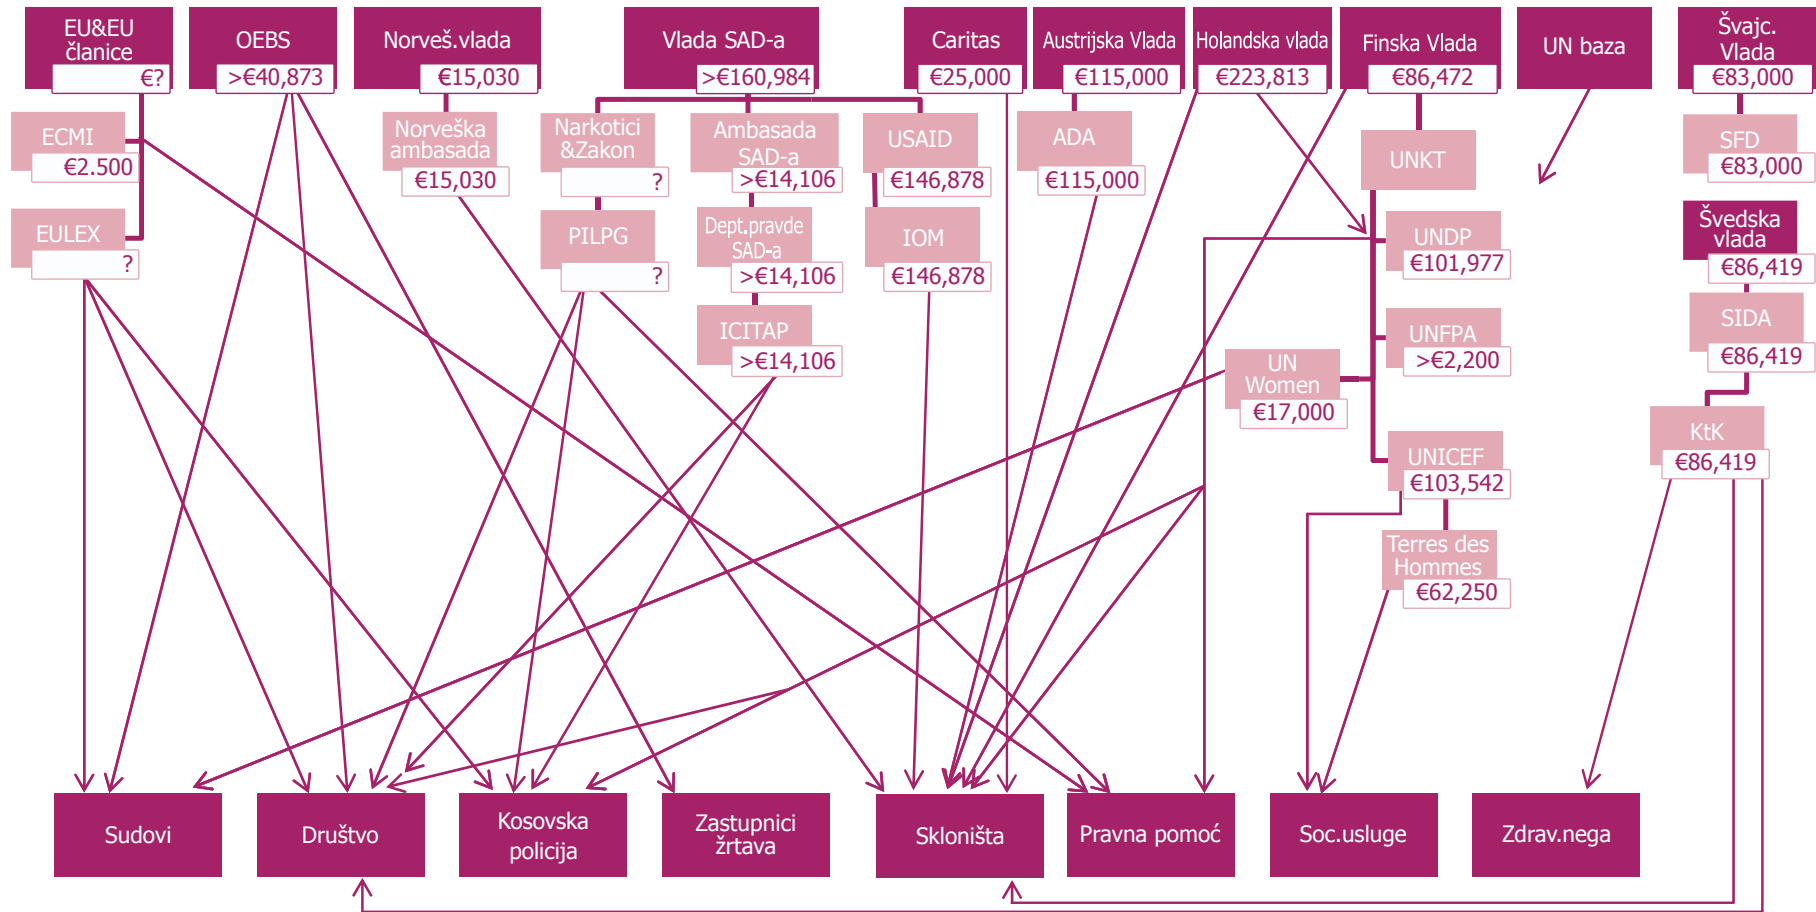 EU&EU
članice
€?
OEBS
>€40,873
Norveš.vlada
€15,030
Vlada SAD-a
>€160,984
Caritas
€25,000
Austrijska Vlada
€115,000
Holandska vlada
€223,813
Finska Vlada
€86,472
UN baza
Švajc.
Vlada
€83,000
ECMI
€2.500
Norveška
ambasada
€15,030
Narkotici
&Zakon
?
Ambasada
SAD-a
>€14,106
USAID
€146,878
ADA
€115,000
UNKT
SFD
€83,000
EULEX
?
PILPG
?
Dept.pravde
SAD-a
>€14,106
IOM
€146,878
UNDP
€101,977
Švedska
vlada
€86,419
ICITAP
>€14,106
UN
Women
€17,000
UNFPA
>€2,200
SIDA
€86,419
UNICEF
€103,542
KtK
€86,419
Terres des
Hommes
€62,250
Sudovi
Društvo
Kosovska
policija
Zastupnici
žrtava
Skloništa
Pravna pomoć
Soc.usluge
Zdrav.nega